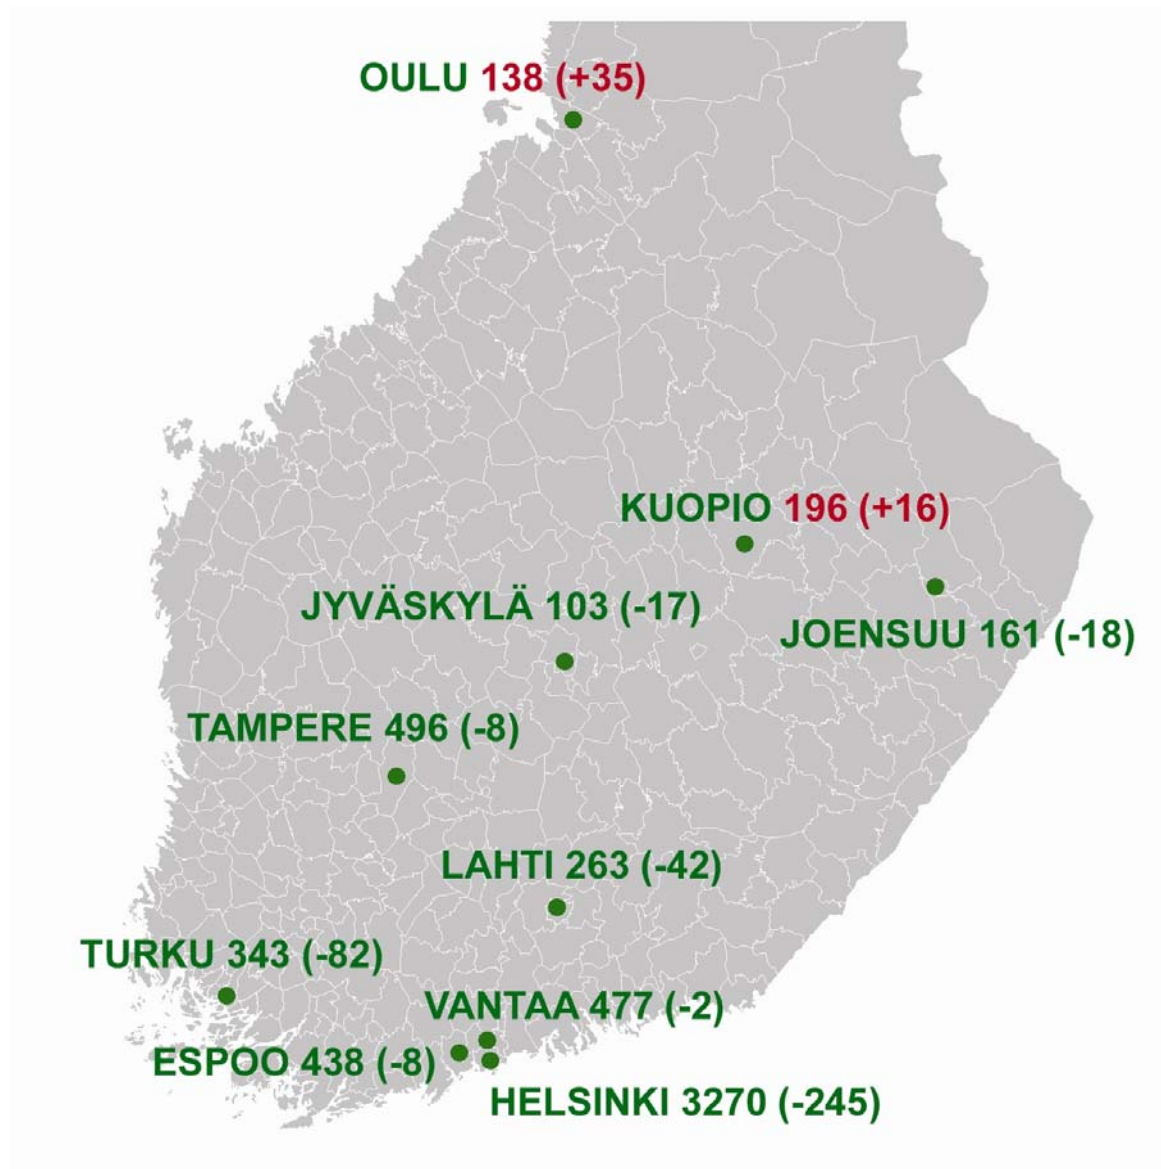 OULU 138 (+35)
KUOPIO 196 (+16)
JYVÄSKYLÄ 103 (-17)
JOENSUU 161 (-18)
TAMPERE 496 (-8)
LAHTI 263 (-42)
TURKU 343 (-82)
VANTAA 477 (-2)
ESPOO 438 (-8)
HELSINKI 3270 (-245)